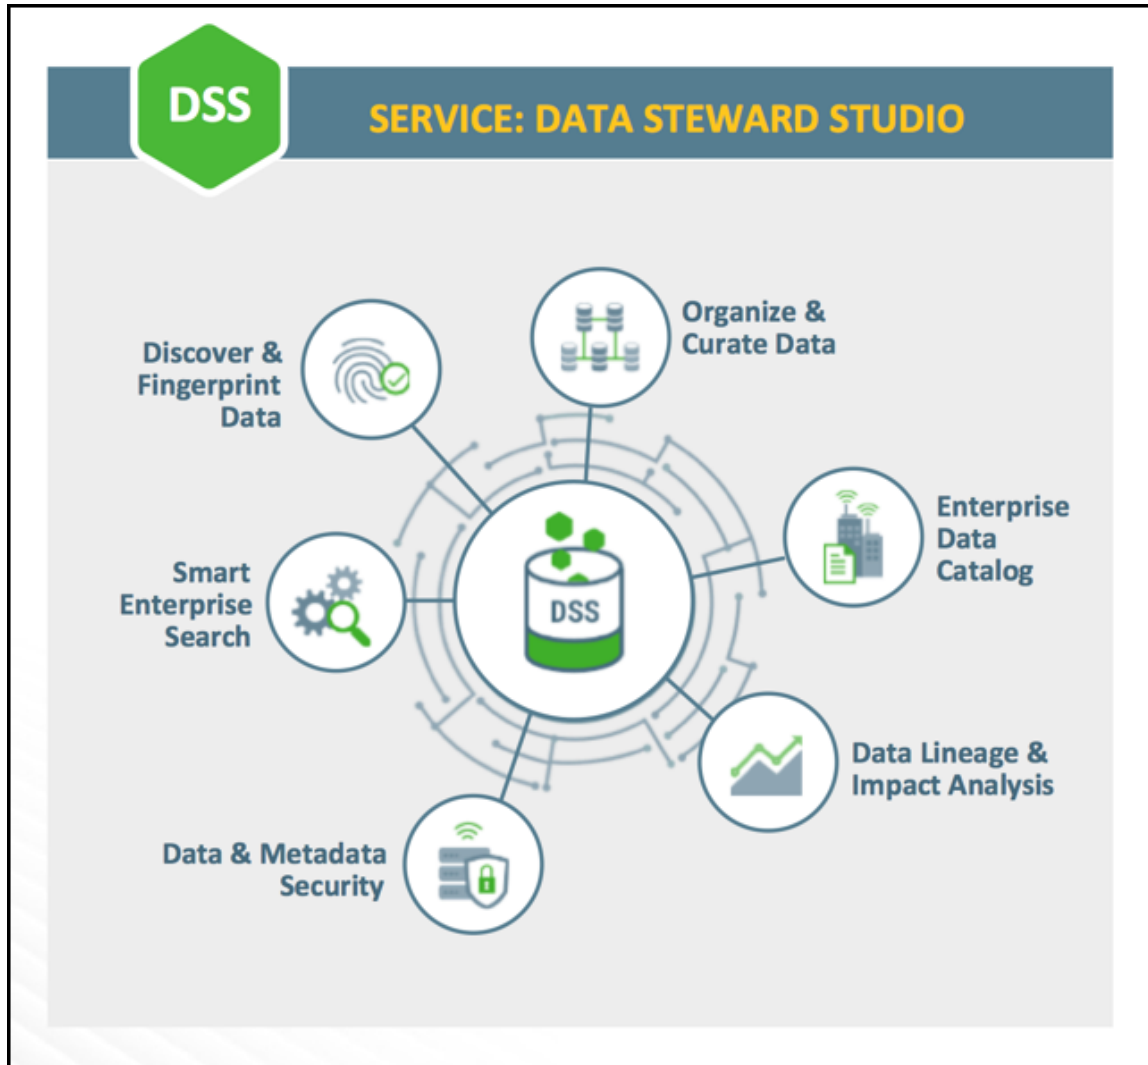 DSS
SERVICE: DATA STEWARD STUDIO
Organize &
Curate Data
Discover &
Fingerprint
Data
Enterprise
Data
Catalog
Smart
Enterprise
Search
DSS
Data Lineage &
Impact Analysis
Data & Metadata
Security